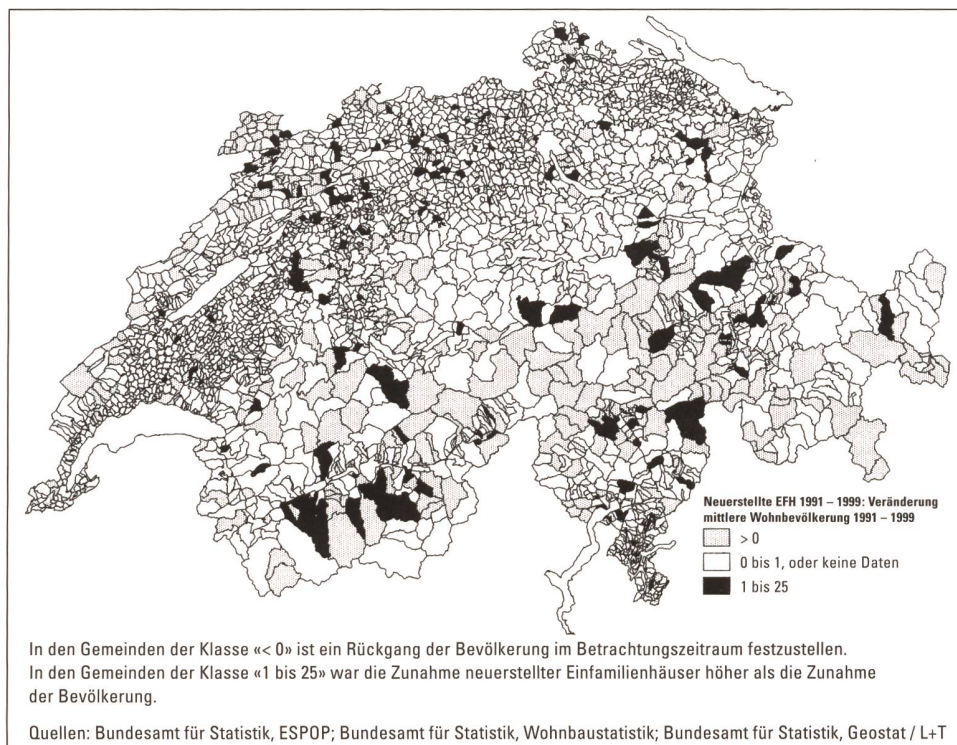 Neuerstellte EFH 1991 – 1999: Veränderung
mittlere Wohnbevölkerung 1991 – 1999
> 0
0 bis 1, oder keine Daten
1 bis 25
In den Gemeinden der Klasse «< 0» ist ein Rückgang der Bevölkerung im Betrachtungszeitraum festzustellen.
In den Gemeinden der Klasse «1 bis 25» war die Zunahme neuerstellter Einfamilienhäuser höher als die Zunahme
der Bevölkerung.
Quellen: Bundesamt für Statistik, ESPOP; Bundesamt für Statistik, Wohnbaustatistik; Bundesamt für Statistik, Geostat / L+T